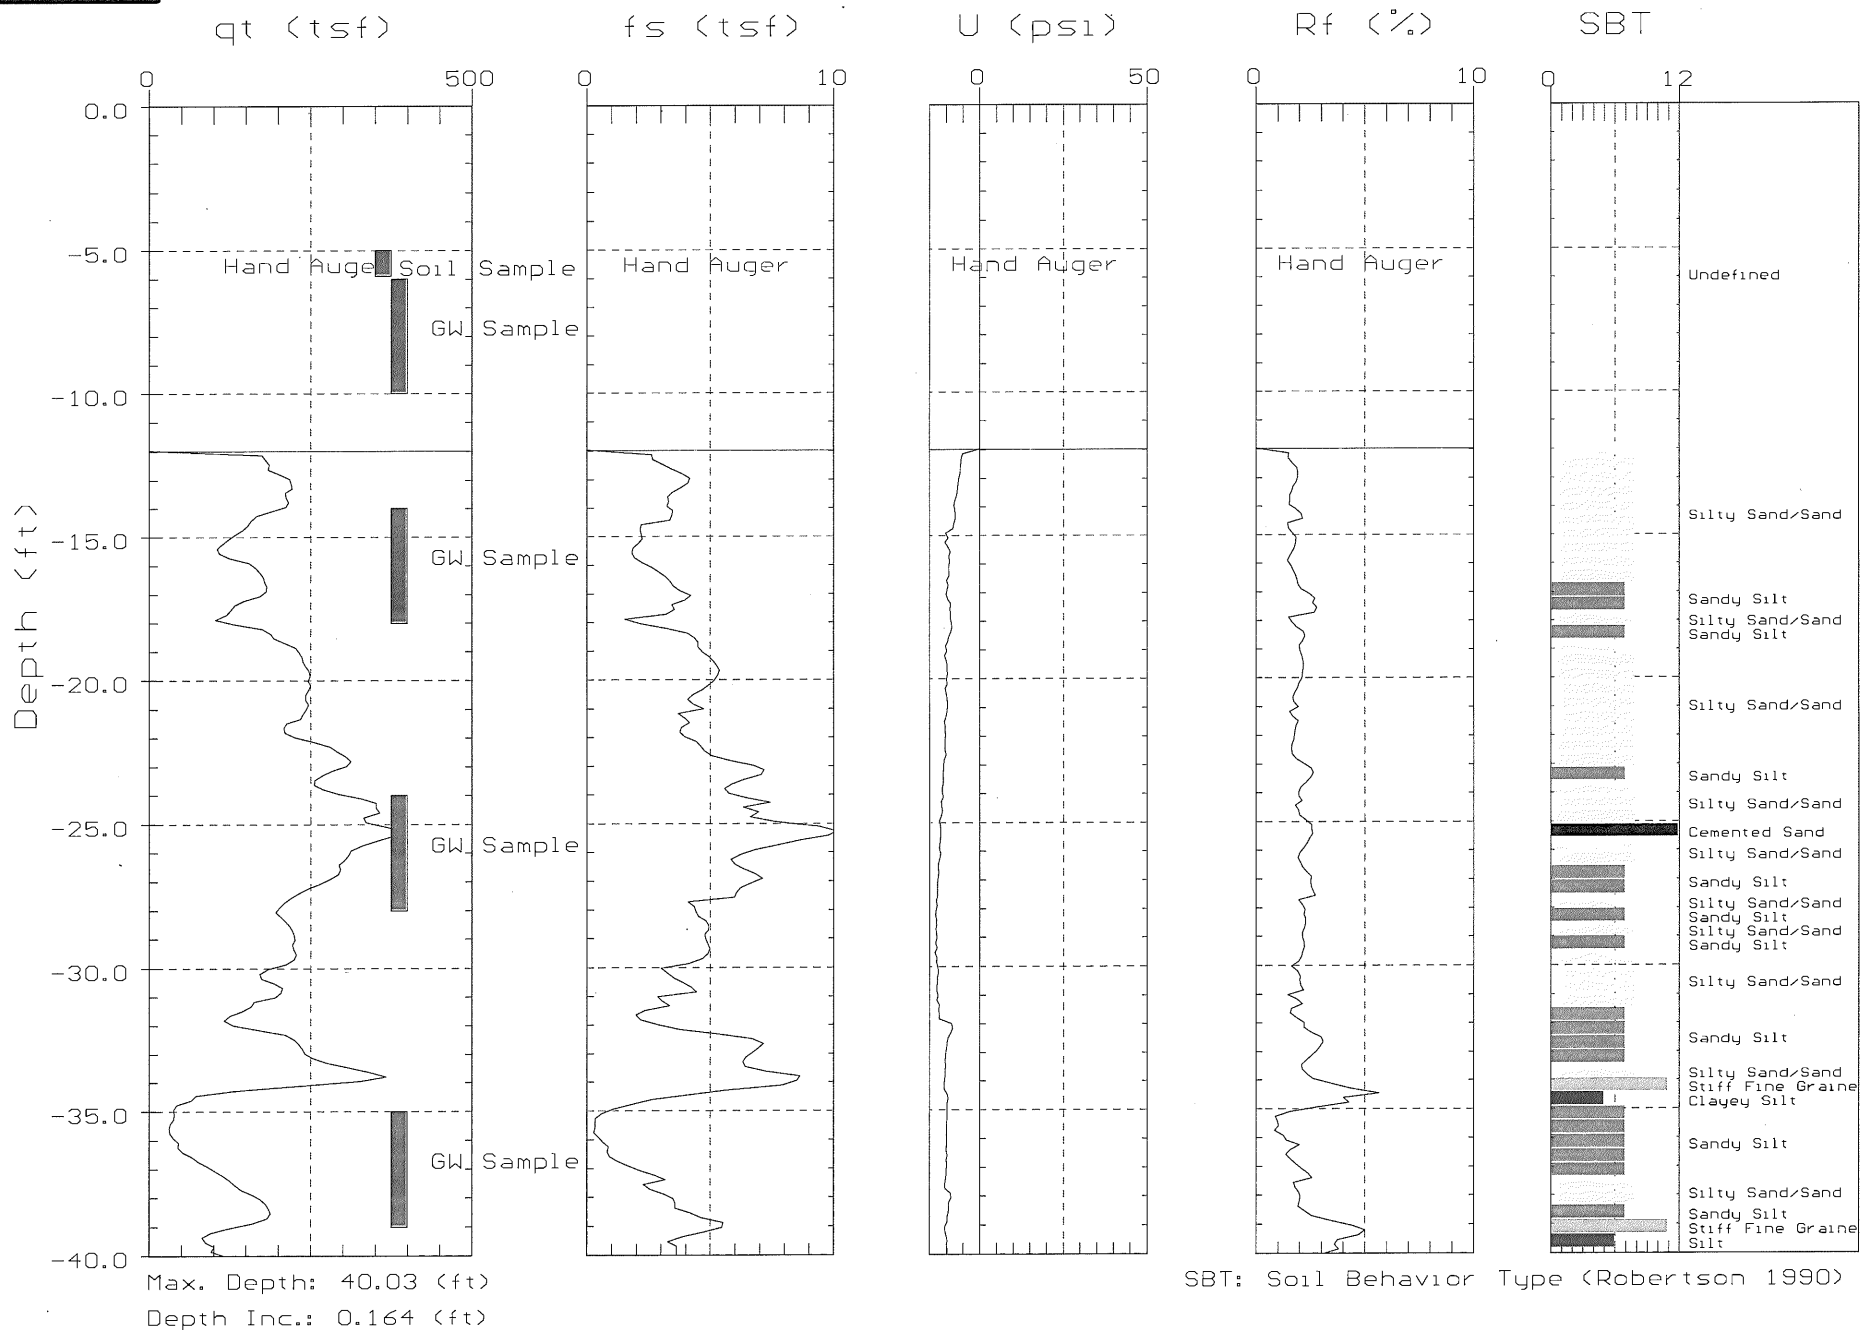 qt (tsf) fs (tsf) U (psi) Rf (%) SBT
0 500 0 10 0 50 0 10 0 12
0.0
-5.0
Hand Auge Soil Sample Hand Auger Hand Auger Hand Auger
Undefined
GW Sample
-10.0
Silty Sand/Sand
-15.0
GW Sample
Sandy Silt
Silty Sand/Sand
Sandy Silt
-20.0
Silty Sand/Sand
Depth (ft)
Sandy Silt
Silty Sand/Sand
-25.0
Cemented Sand
GW Sample
Silty Sand/Sand
Sandy Silt
Silty Sand/Sand
Sandy Silt
Silty Sand/Sand
Sandy Silt
-30.0
Silty Sand/Sand
Sandy Silt
Silty Sand/Sand
Stiff Fine Graine
Clayey Silt
-35.0
Sandy Silt
GW Sample
Silty Sand/Sand
Sandy Silt
Stiff Fine Graine
Silt
-40.0
Max. Depth: 40.03 (ft)
SBT: Soil Behavior Type (Robertson 1990)
Depth Inc.: 0.164 (ft)